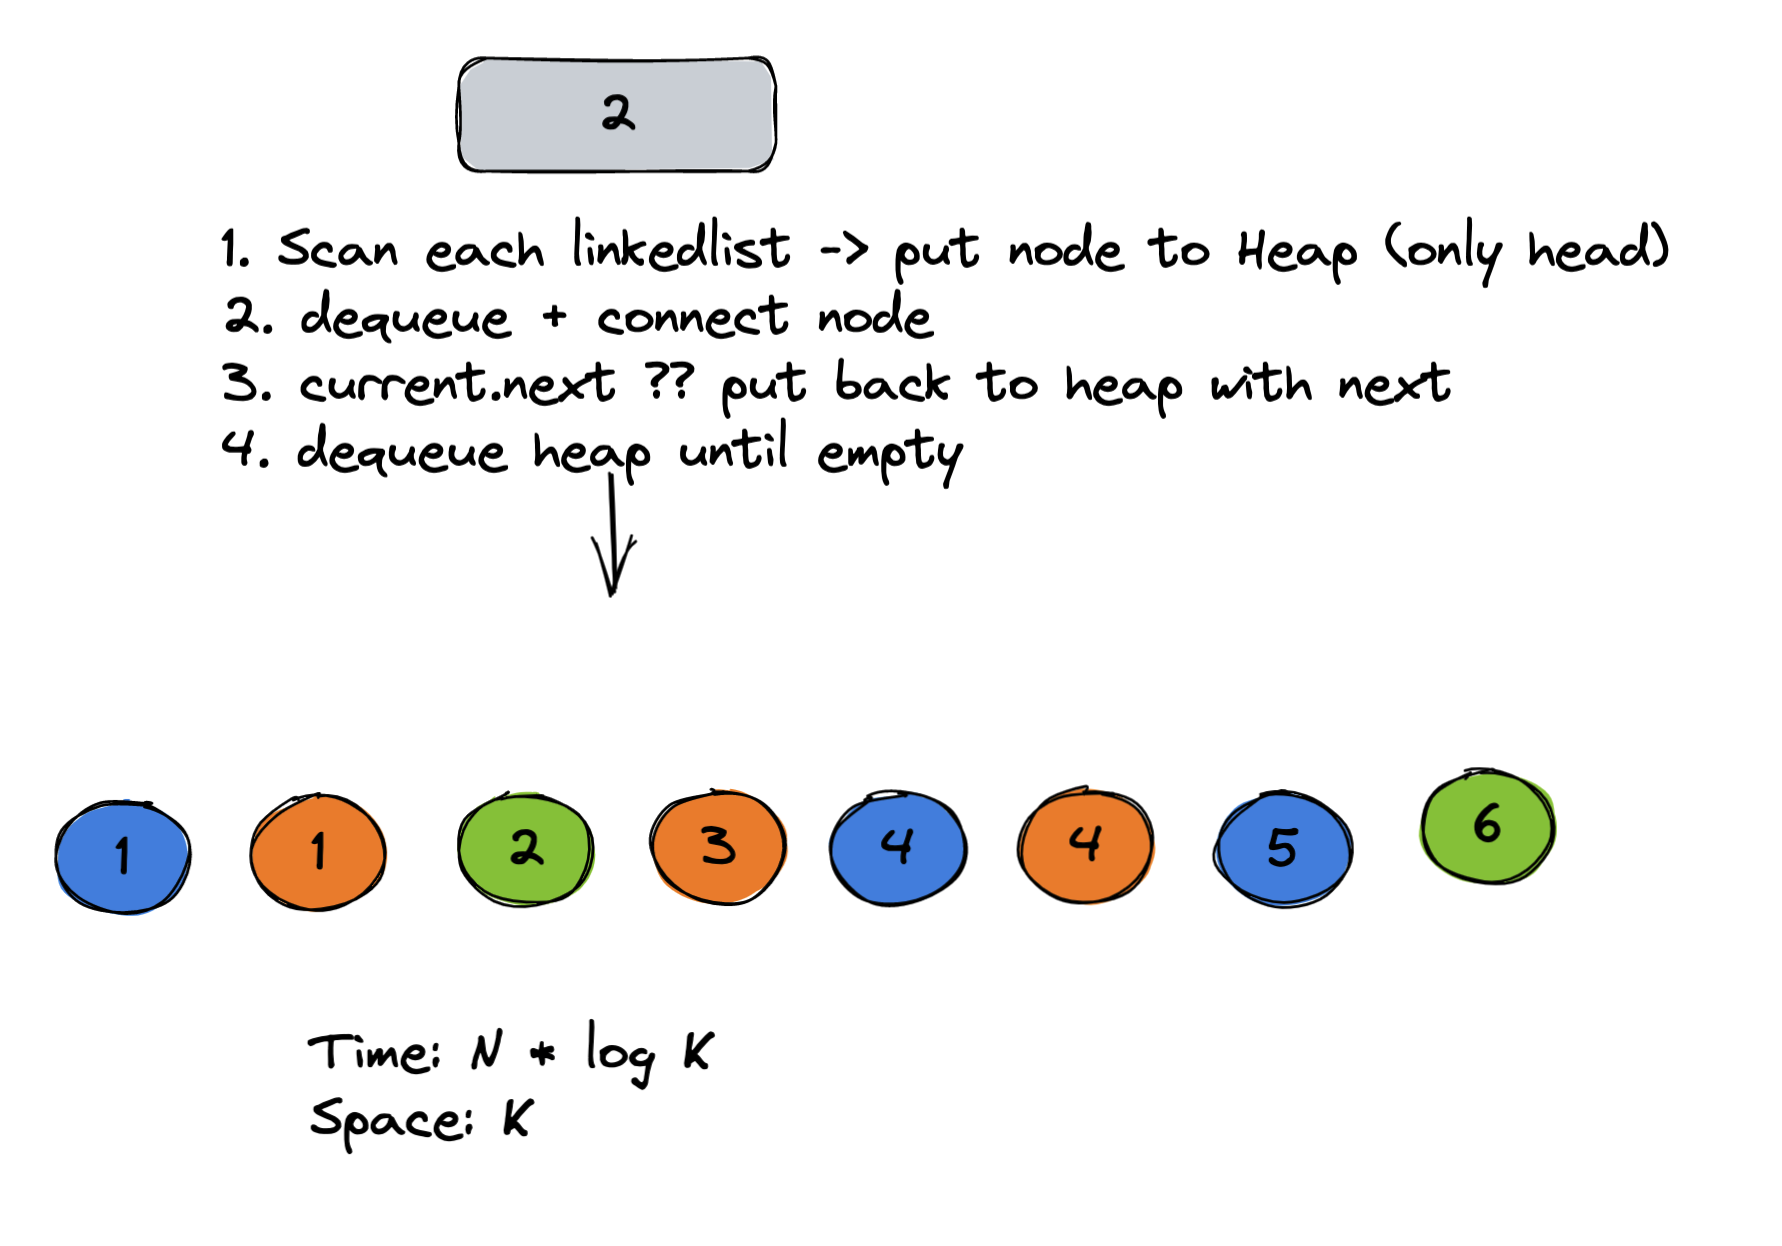 2
1. Scan each linkedlist -> put node to Heap (only head)
2. dequeue + connect node
3. current.next ?? put back to heap with next
4. dequeue heap until empty
1 1 2 3 4 4 5 6
Time: N * log K
Space: K